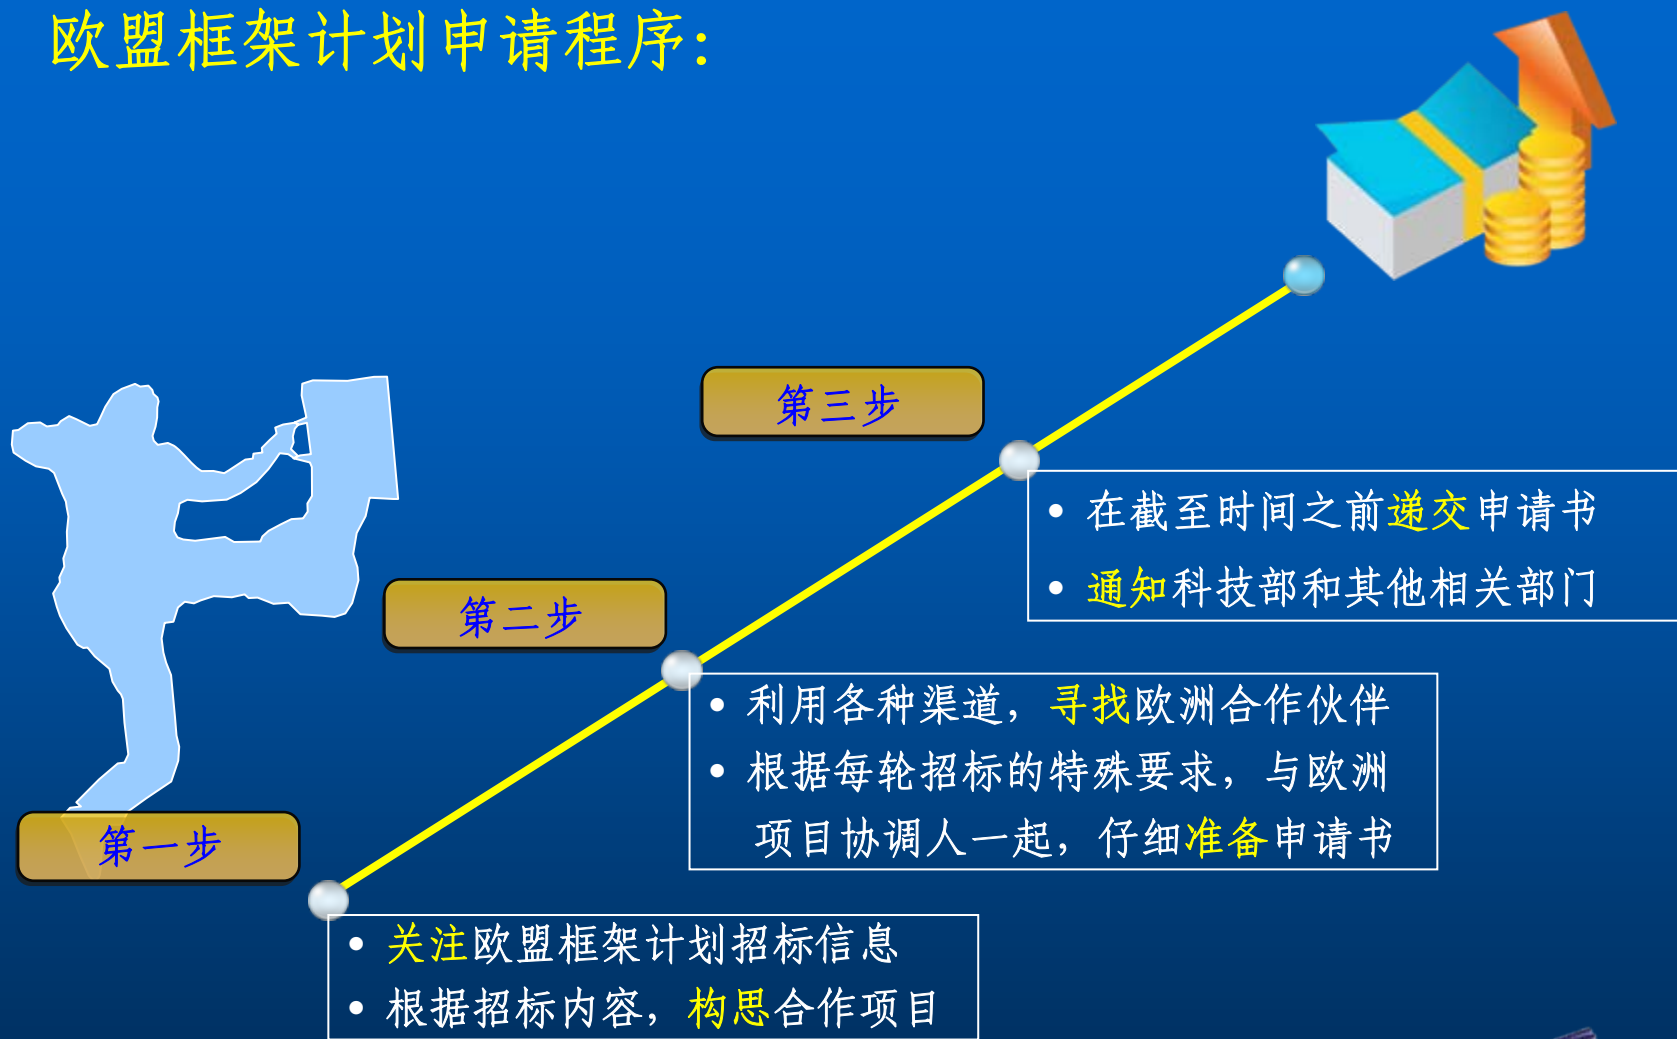 欧盟框架计划申请程序：
第三步
• 在截至时间之前递交申请书
• 通知科技部和其他相关部门
第二步
• 利用各种渠道，寻找欧洲合作伙伴
• 根据每轮招标的特殊要求，与欧洲
项目协调人一起，仔细准备申请书
第一步
• 关注欧盟框架计划招标信息
• 根据招标内容，构思合作项目